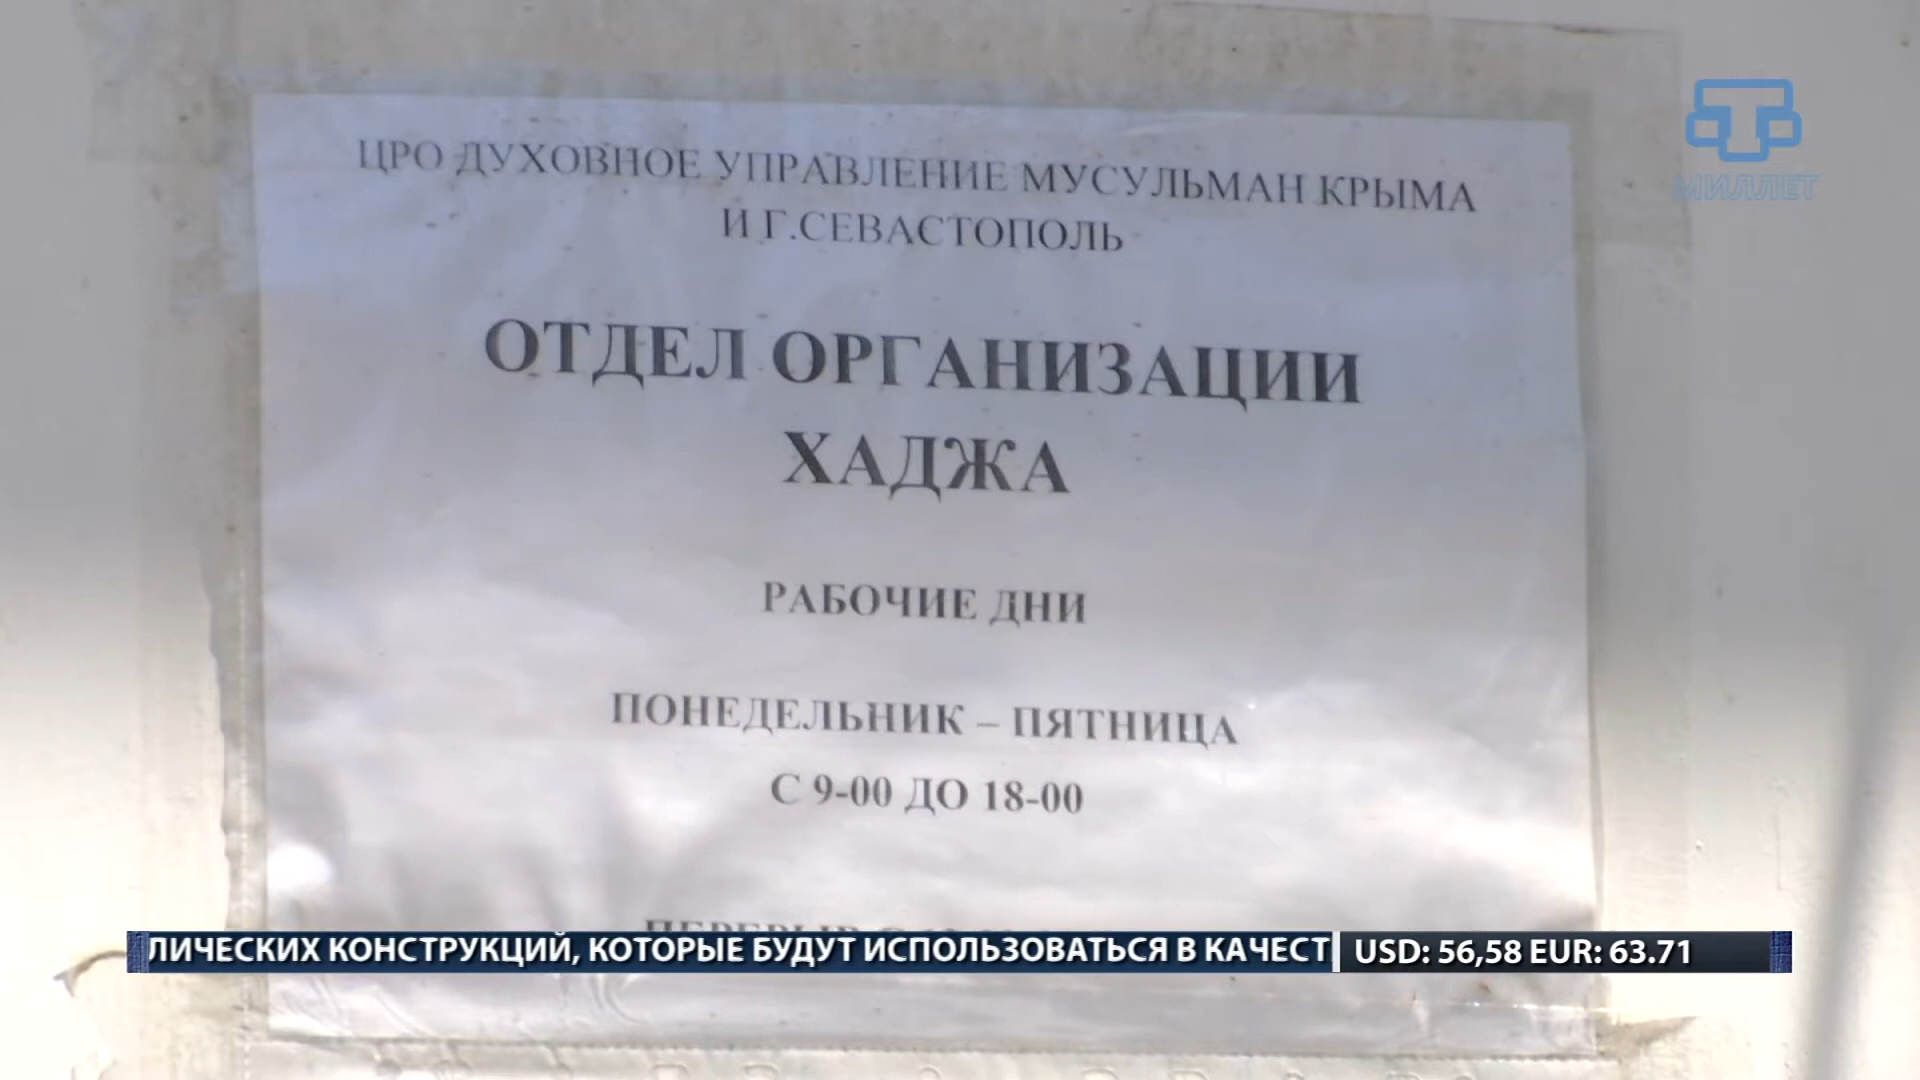 МИЛЛЕТ
ЦРО ДУХОВНОЕ УПРАВЛЕНИЕ МУСУЛЬМАН КРЫМА
И Г.СЕВАСТОПОЛЬ
ОТДЕЛ ОРГАНИЗАЦИИ
ХАДЖА
РАБОЧИЕ ДНИ
ПОНЕДЕЛЬНИК – ПЯТНИЦА
С 9-00 ДО 18-00
ПЕРЕРЫВ С
ЛИЧЕСКИХ КОНСТРУКЦИЙ, КОТОРЫЕ БУДУТ ИСПОЛЬЗОВАТЬСЯ В КАЧЕСТ
USD: 56,58 EUR: 63.71